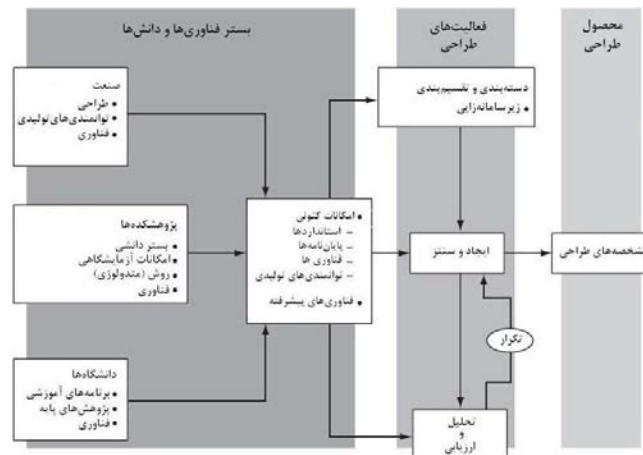 بستر فناوری‌ها و دانش‌ها
فعالیت‌های
طراحی
محصول
طراحی
صنعت
• طراحی
• توانمندی‌های تولیدی
• فناوری
پژوهشکده‌ها
• بستر دانشی
• امکانات آزمایشگاهی
• روش (متدولوژی)
• فناوری
دانشگاه‌ها
• برنامه‌های آموزشی
• پژوهش‌های پایه
• فناوری
• امکانات کنونی
– استانداردها
– پایان‌نامه‌ها
– فناوری ها
– توانمندی‌های تولیدی
• فناوری‌های پیشرفته
دسته‌بندی و تقسیم‌بندی
• زیرسامانه‌زایی
ایجاد و سنتز
تکرار
تحلیل
و
ارزیابی
شخصه‌های طراحی